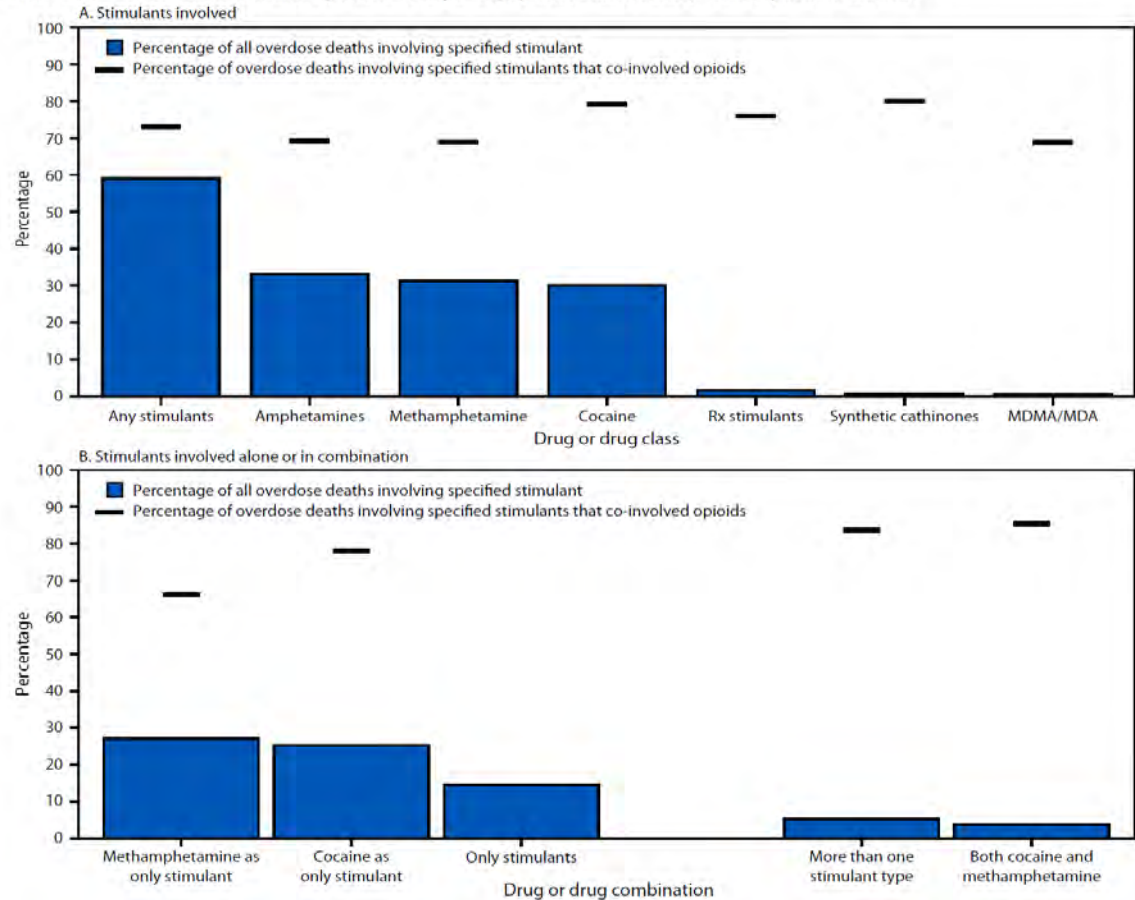 A. Stimulants involved
100
90
80
70
60
50
40
30
20
10
0
Percentage
Percentage of all overdose deaths involving specified stimulant
Percentage of overdose deaths involving specified stimulants that co-involved opioids
Any stimulants
Amphetamines
Methamphetamine
Cocaine
Rx stimulants
Synthetic cathinones
MDMA/MDA
Drug or drug class
B. Stimulants involved alone or in combination
100
90
80
70
60
50
40
30
20
10
0
Percentage
Percentage of all overdose deaths involving specified stimulant
Percentage of overdose deaths involving specified stimulants that co-involved opioids
Methamphetamine as
only stimulant
Cocaine as
only stimulant
Only stimulants
More than one
stimulant type
Both cocaine and
methamphetamine
Drug or drug combination